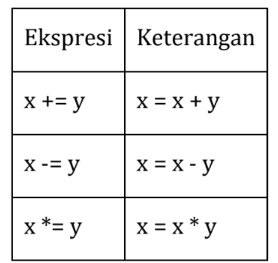 Ekspresi Keterangan
x += y x = x + y
x -= y x = x - y
x *= y x = x * y